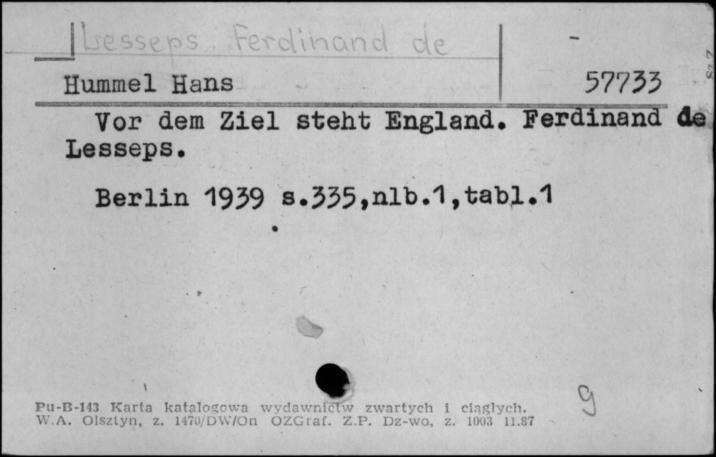 Lesseps Ferdinand de
Hummel Hans 57733
Vor dem Ziel steht England. Ferdinand de
Lesseps.
Berlin 1939 s.335,nlb.1,tabl.1
9
Pu-B-143 Karta katalogowa wydawnictw zwartych i ciągłych.
W.A. Olsztyn, z. 1470/DW/On OZGraf. Z.P. Dz-wo, z. 1003 11.87